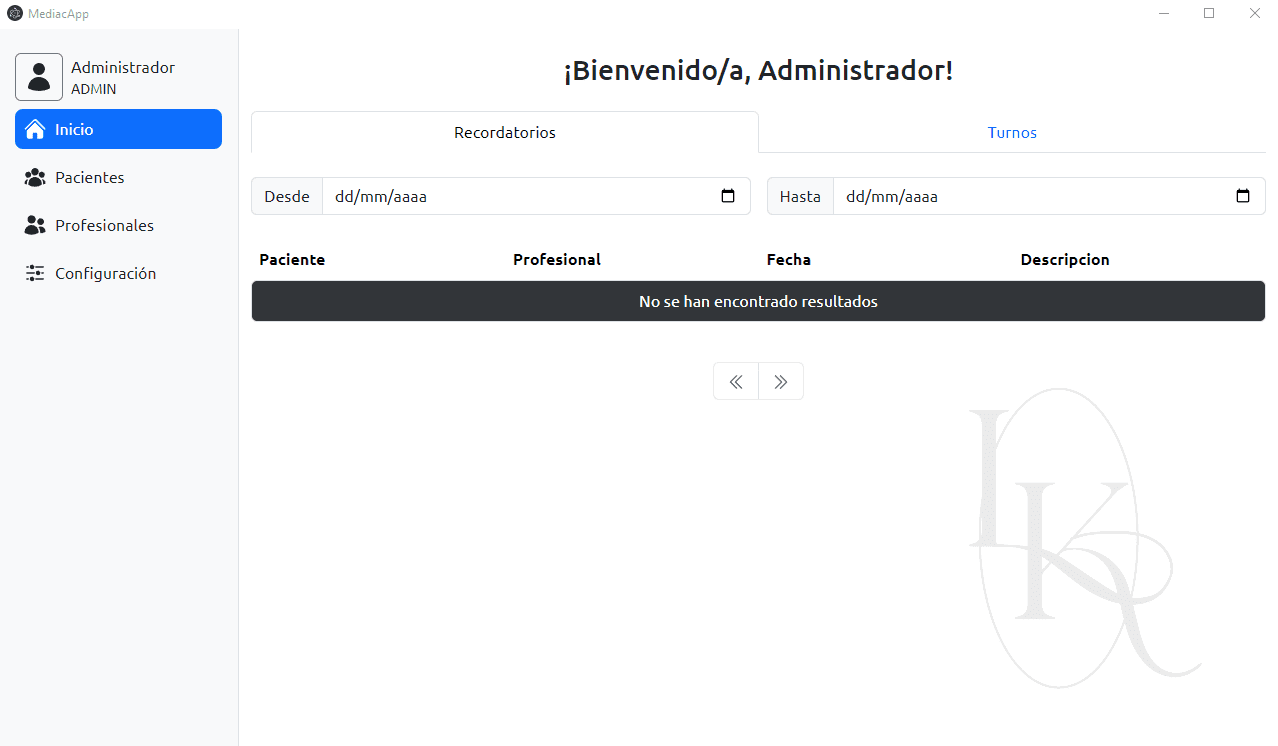 MediacApp
Administrador
ADMIN
Inicio
Pacientes
Profesionales
Configuración
¡Bienvenido/a, Administrador!
Recordatorios Turnos
Desde dd/mm/aaaa Hasta dd/mm/aaaa
Paciente Profesional Fecha Descripcion
No se han encontrado resultados
IK